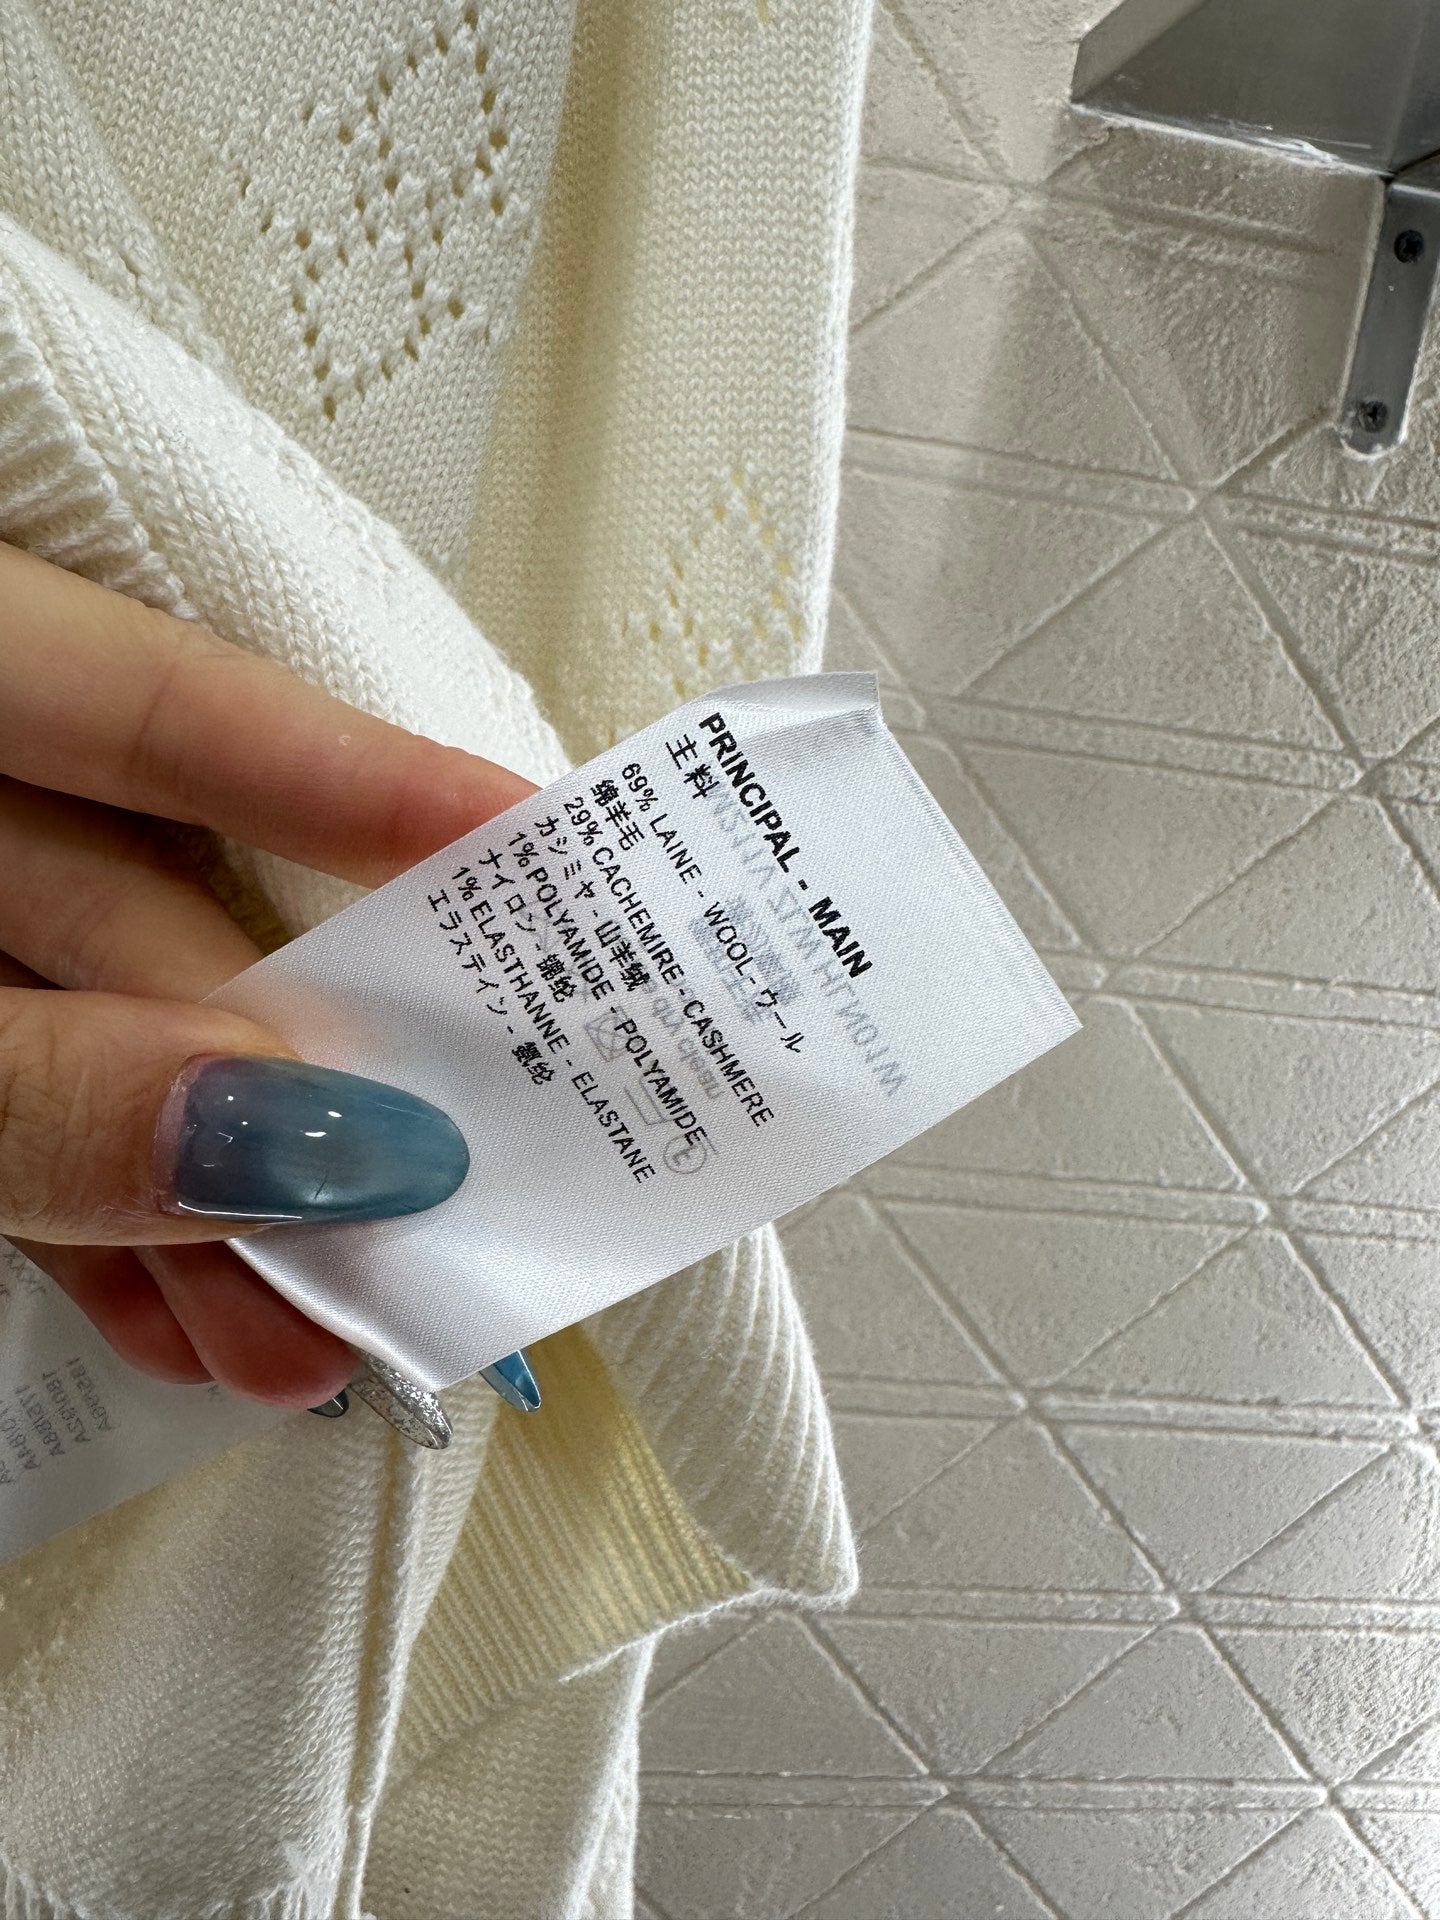 PRINCIPAL - MAIN
主料
69% LAINE - WOOL - ウール
绵羊毛
29% CACHEMIRE - CASHMERE
カシミヤ - 山羊绒
1% POLYAMIDE - POLYAMIDE
ナイロン - 锦纶
1% ELASTHANNE - ELASTANE
エラステイン - 氨纶